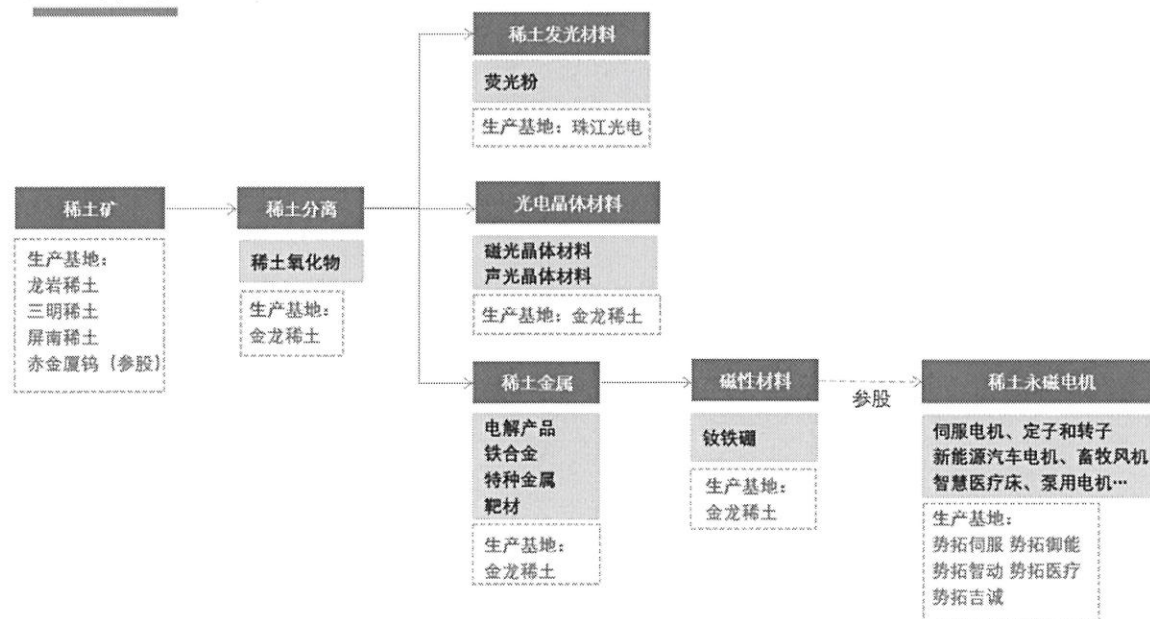 稀土发光材料
荧光粉
生产基地：珠江光电
稀土矿
生产基地：
龙岩稀土
三明稀土
屏南稀土
赤金厦钨（参股）
稀土分离
稀土氧化物
生产基地：
金龙稀土
光电晶体材料
磁光晶体材料
声光晶体材料
生产基地：金龙稀土
稀土金属
电解产品
铁合金
特种金属
靶材
生产基地：
金龙稀土
磁性材料
钕铁硼
生产基地：
金龙稀土
参股
稀土永磁电机
伺服电机、定子和转子
新能源汽车电机、畜牧风机
智慧医疗床、泵用电机…
生产基地：
势拓伺服 势拓御能
势拓智动 势拓医疗
势拓吉诚